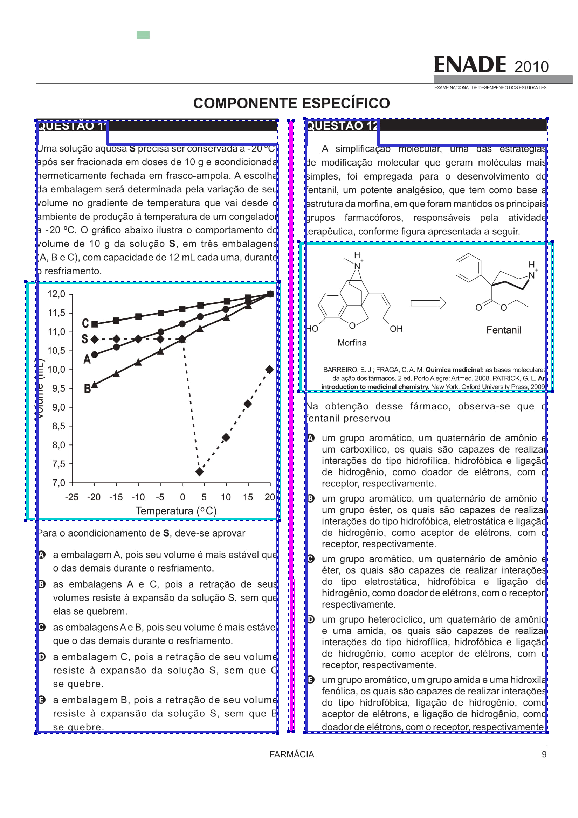 ENADE 2010
EXAME NACIONAL DE DESEMPENHO DOS ESTUDANTES
COMPONENTE ESPECÍFICO
QUESTÃO 11
Uma solução aquosa S precisa ser conservada a -20 ºC,
após ser fracionada em doses de 10 g e acondicionada
hermeticamente fechada em frasco-ampola. A escolha
da embalagem será determinada pela variação de seu
volume no gradiente de temperatura que vai desde o
ambiente de produção à temperatura de um congelador
a -20 ºC. O gráfico abaixo ilustra o comportamento do
volume de 10 g da solução S, em três embalagens
(A, B e C), com capacidade de 12 mL cada uma, durante
o resfriamento.
12,0
11,5
11,0
10,5
10,0
9,5
9,0
8,5
8,0
7,5
7,0
C
S
A
B
Volume (mL)
-25 -20 -15 -10 -5 0 5 10 15 20
Temperatura (ºC)
Para o acondicionamento de S, deve-se aprovar
A a embalagem A, pois seu volume é mais estável que
o das demais durante o resfriamento.
B as embalagens A e C, pois a retração de seus
volumes resiste à expansão da solução S, sem que
elas se quebrem.
C as embalagens A e B, pois seu volume é mais estável
que o das demais durante o resfriamento.
D a embalagem C, pois a retração de seu volume
resiste à expansão da solução S, sem que C
se quebre.
E a embalagem B, pois a retração de seu volume
resiste à expansão da solução S, sem que B
se quebre.
QUESTÃO 12
A simplificação molecular, uma das estratégias
de modificação molecular que geram moléculas mais
simples, foi empregada para o desenvolvimento do
fentanil, um potente analgésico, que tem como base a
estrutura da morfina, em que foram mantidos os principais
grupos farmacóforos, responsáveis pela atividade
terapêutica, conforme figura apresentada a seguir.
H
N
+
HO
O
OH
Morfina
H
N
+
O
O
Fentanil
BARREIRO, E. J.; FRAGA, C. A. M. Química medicinal: as bases moleculares
da ação dos fármacos. 2 ed. Porto Alegre: Artmed, 2008. PATRICK, G. L. An
introduction to medicinal chemistry. New York: Oxford University Press, 2009.
Na obtenção desse fármaco, observa-se que o
fentanil preservou
A um grupo aromático, um quaternário de amônio e
um carboxílico, os quais são capazes de realizar
interações do tipo hidrofílica, hidrofóbica e ligação
de hidrogênio, como doador de elétrons, com o
receptor, respectivamente.
B um grupo aromático, um quaternário de amônio e
um grupo éster, os quais são capazes de realizar
interações do tipo hidrofóbica, eletrostática e ligação
de hidrogênio, como doador de elétrons, com o
receptor, respectivamente.
C um grupo aromático, um quaternário de amônio e
éter, os quais são capazes de realizar interações
do tipo eletrostática, hidrofóbica e ligação de
hidrogênio, como doador de elétrons, com o receptor,
respectivamente.
D um grupo heterocíclico, um quaternário de amônio
e uma amida, os quais são capazes de realizar
interações do tipo hidrofílica, hidrofóbica e ligação
de hidrogênio, como aceptor de elétrons, com o
receptor, respectivamente.
E um grupo aromático, um grupo amida e uma hidroxila
fenólica, os quais são capazes de realizar interações
do tipo hidrofóbica, ligação de hidrogênio, como
aceptor de elétrons, e ligação de hidrogênio, como
doador de elétrons, com o receptor, respectivamente.
FARMÁCIA
9